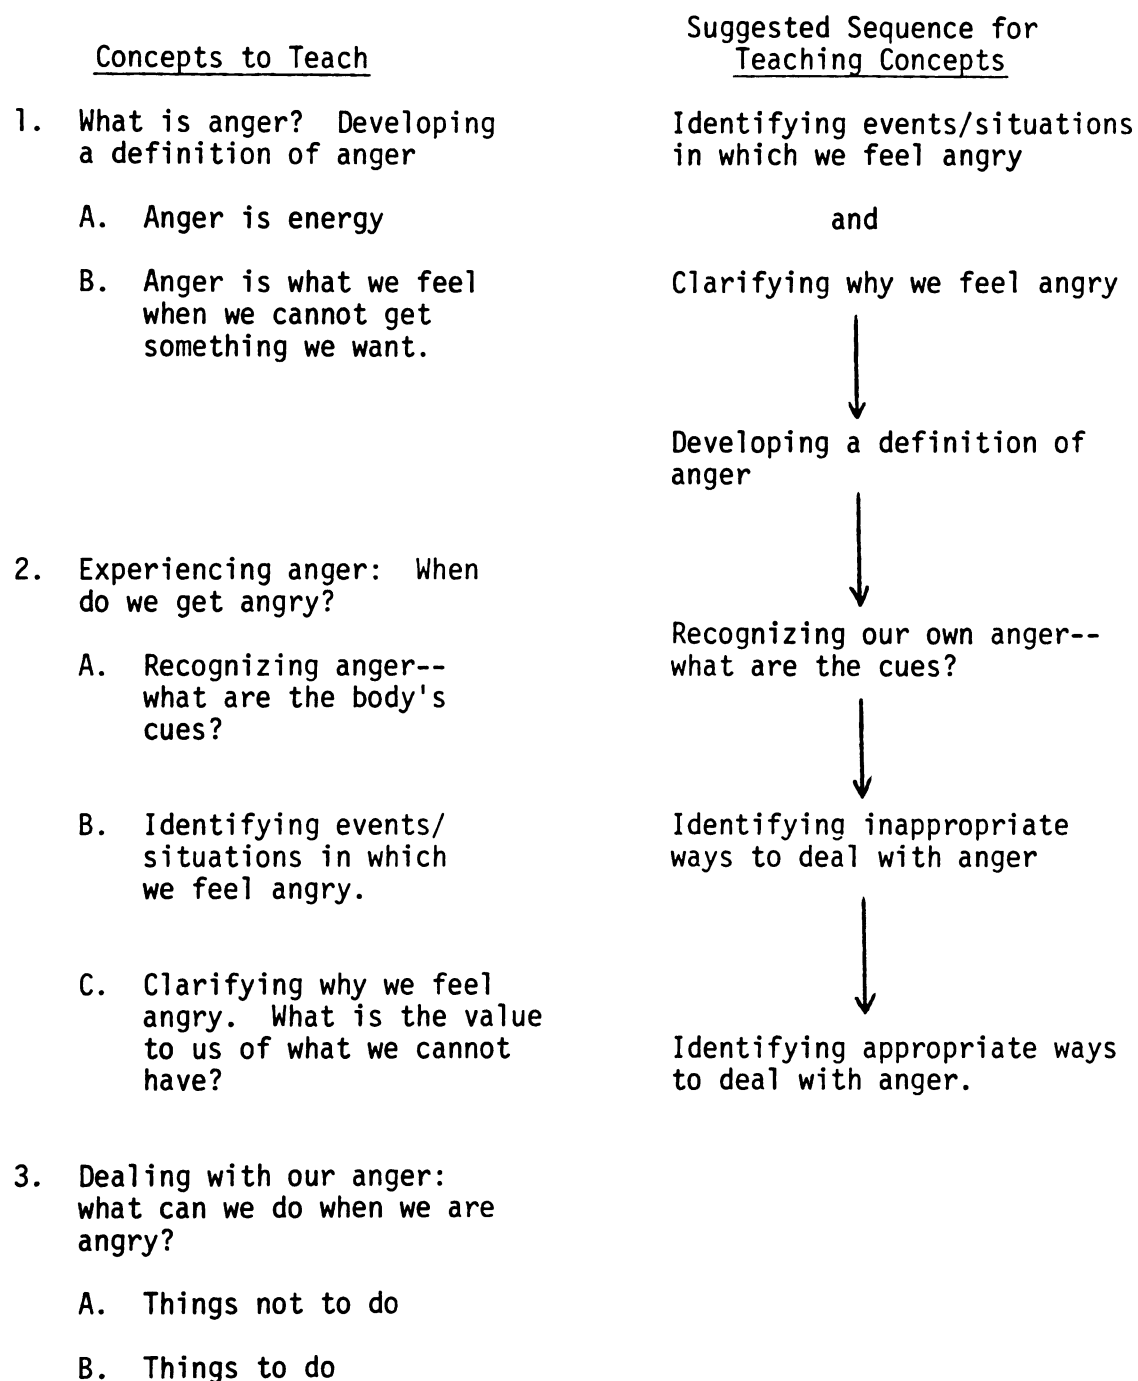 Concepts to Teach
1. What is anger? Developing
a definition of anger
A. Anger is energy
B. Anger is what we feel
when we cannot get
something we want.
2. Experiencing anger: When
do we get angry?
A. Recognizing anger--
what are the body's
cues?
B. Identifying events/
situations in which
we feel angry.
C. Clarifying why we feel
angry. What is the value
to us of what we cannot
have?
3. Dealing with our anger:
what can we do when we are
angry?
A. Things not to do
B. Things to do
Suggested Sequence for
Teaching Concepts
Identifying events/situations
in which we feel angry
and
Clarifying why we feel angry
Developing a definition of
anger
Recognizing our own anger--
what are the cues?
Identifying inappropriate
ways to deal with anger
Identifying appropriate ways
to deal with anger.